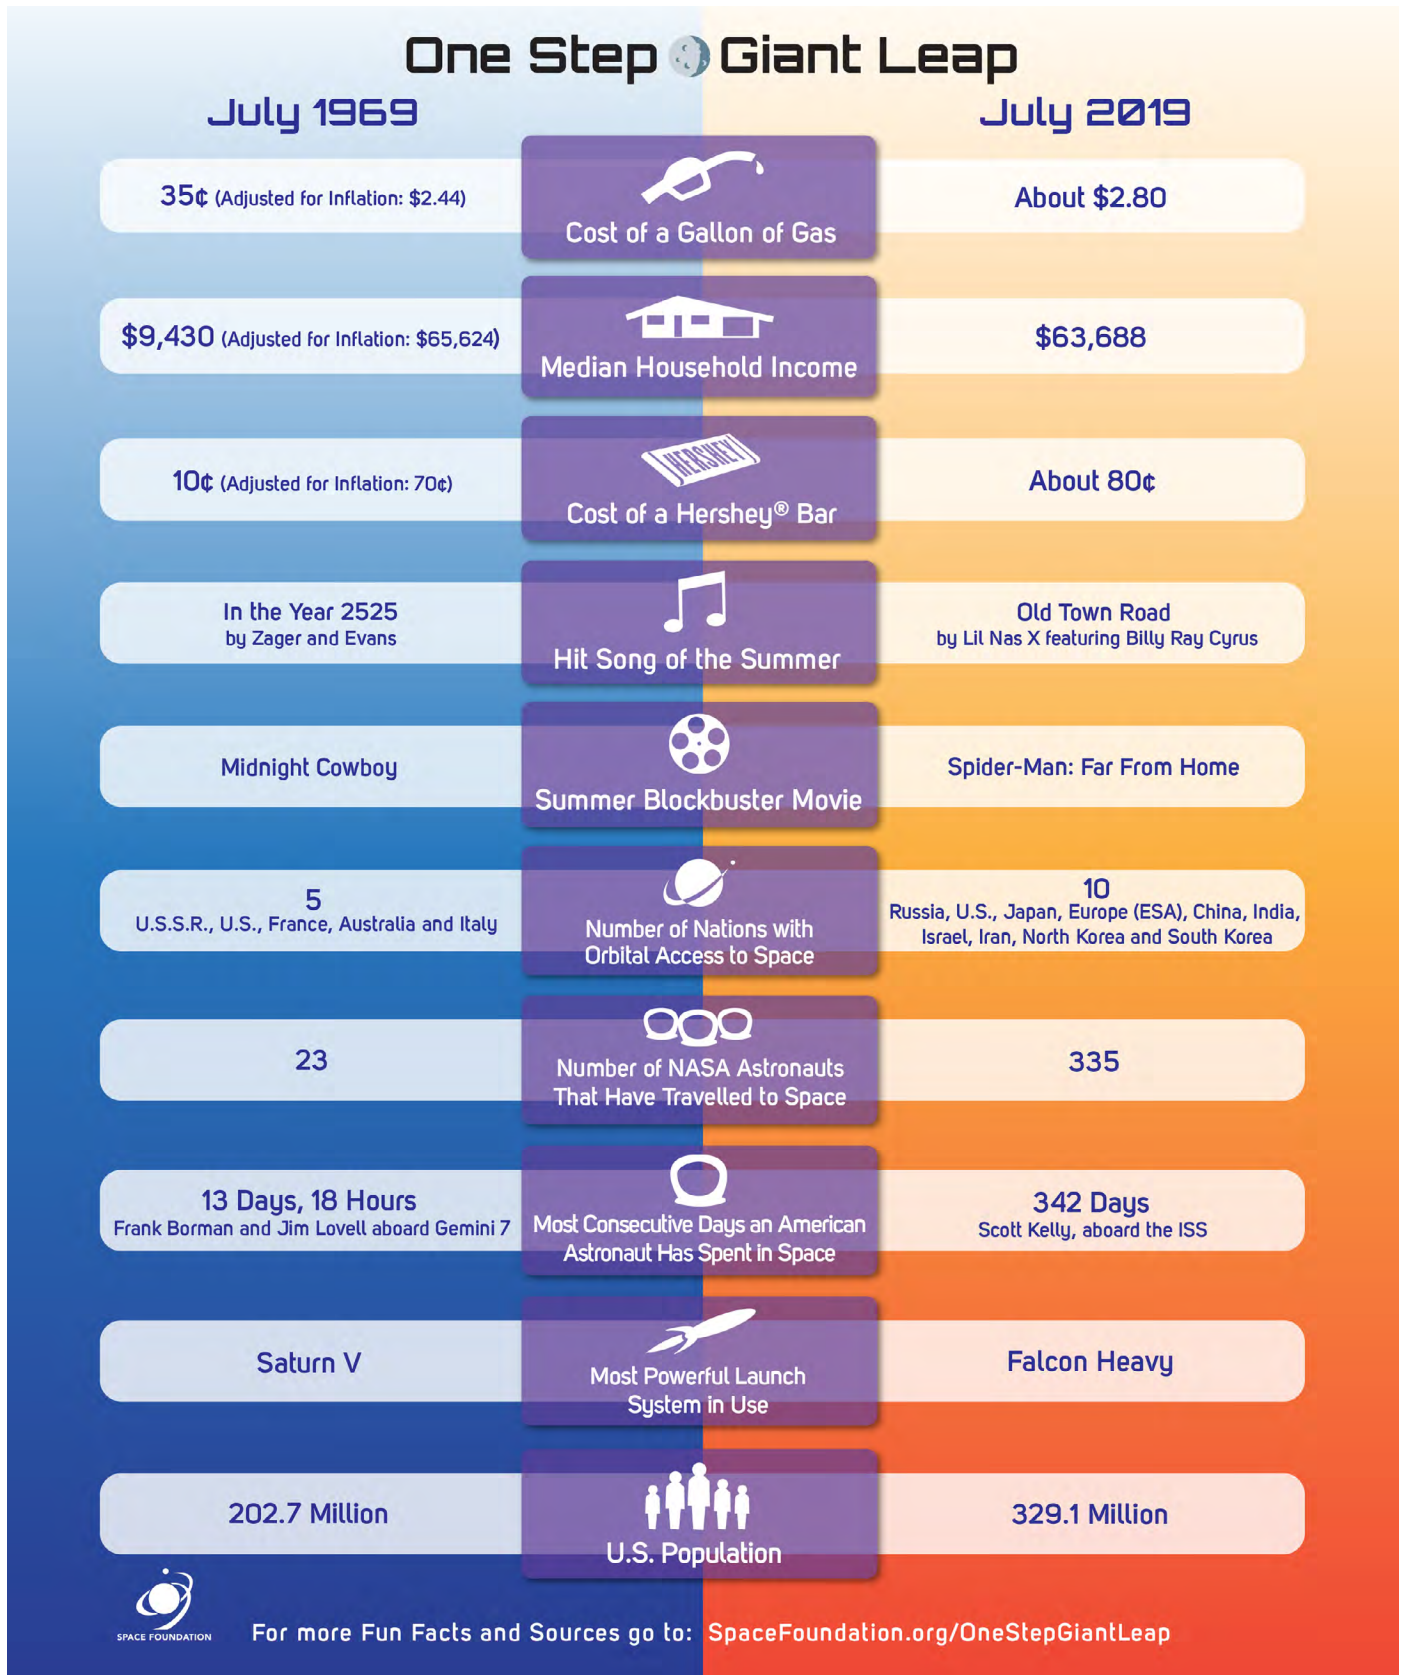 One Step Giant Leap
July 1969
July 2019
35¢ (Adjusted for Inflation: $2.44)
Cost of a Gallon of Gas
About $2.80
$9,430 (Adjusted for Inflation: $65,624)
Median Household Income
$63,688
10¢ (Adjusted for Inflation: 70¢)
HERSHEY
Cost of a Hershey® Bar
About 80¢
In the Year 2525
by Zager and Evans
Hit Song of the Summer
Old Town Road
by Lil Nas X featuring Billy Ray Cyrus
Midnight Cowboy
Summer Blockbuster Movie
Spider-Man: Far From Home
5
U.S.S.R., U.S., France, Australia and Italy
Number of Nations with
Orbital Access to Space
10
Russia, U.S., Japan, Europe (ESA), China, India,
Israel, Iran, North Korea and South Korea
23
Number of NASA Astronauts
That Have Travelled to Space
335
13 Days, 18 Hours
Frank Borman and Jim Lovell aboard Gemini 7
Most Consecutive Days an American
Astronaut Has Spent in Space
342 Days
Scott Kelly, aboard the ISS
Saturn V
Most Powerful Launch
System in Use
Falcon Heavy
202.7 Million
U.S. Population
329.1 Million
SPACE FOUNDATION
For more Fun Facts and Sources go to: SpaceFoundation.org/OneStepGiantLeap